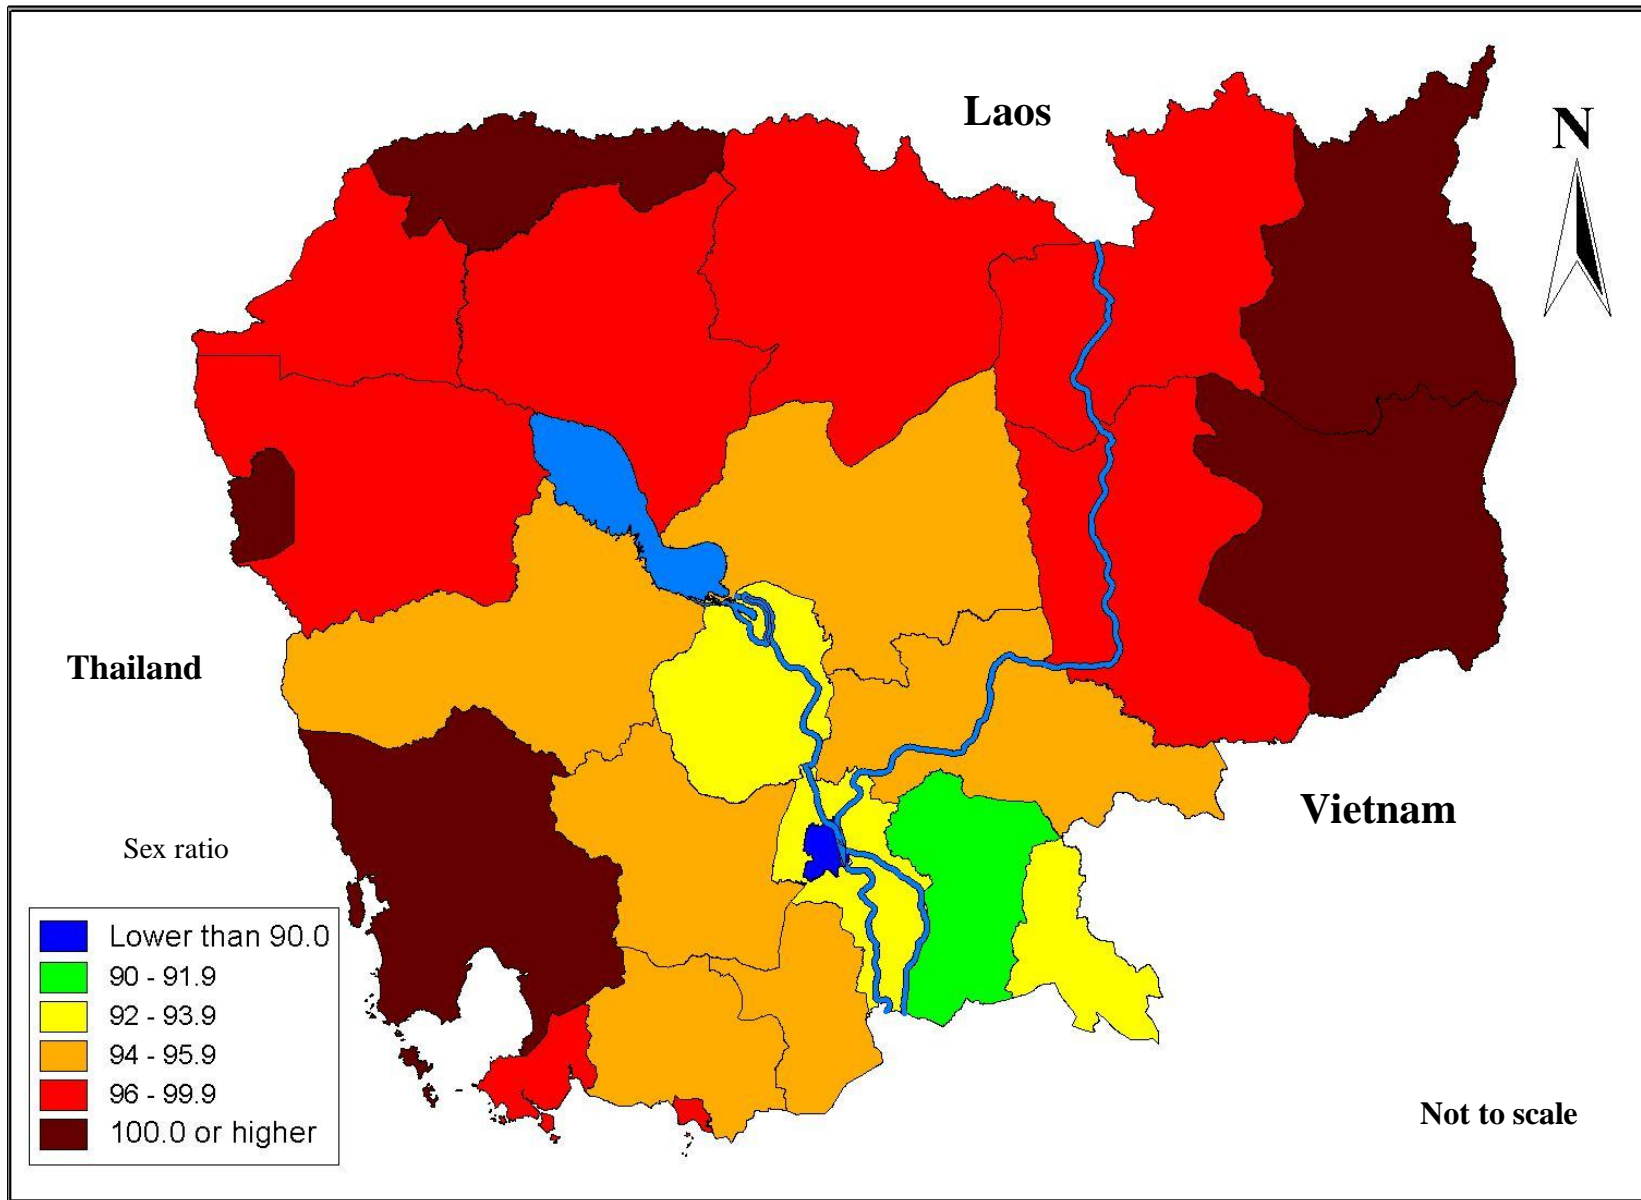 Laos
N
Thailand
Vietnam
Sex ratio
Lower than 90.0
90 - 91.9
92 - 93.9
94 - 95.9
96 - 99.9
100.0 or higher
Not to scale